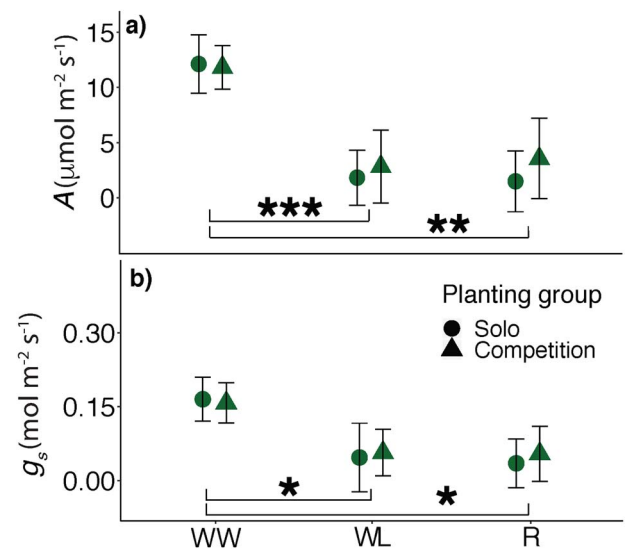 a)
15
10
5
0
A(μmol m⁻² s⁻¹)
***
**
b)
Planting group
Solo
Competition
0.30
0.15
0.00
gₛ(mol m⁻² s⁻¹)
*
*
WW WL R